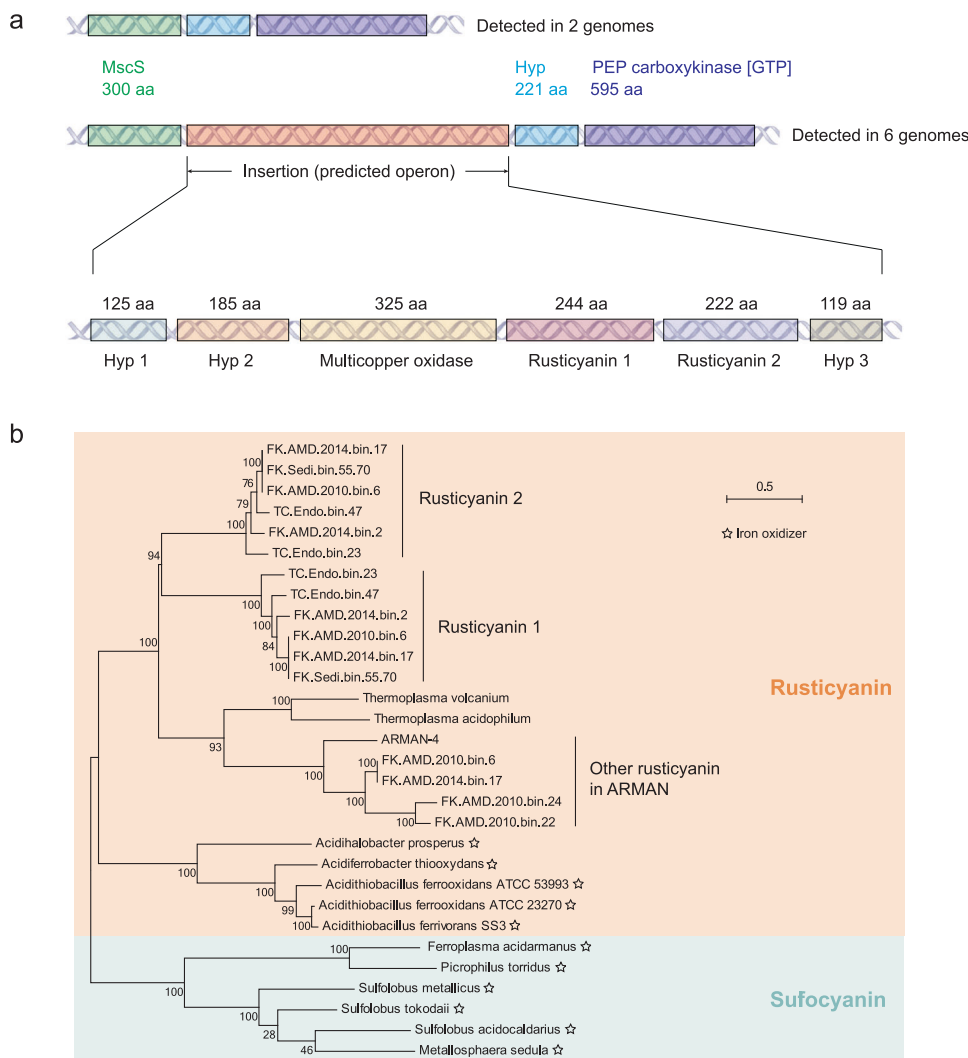 a
Detected in 2 genomes
MscS
300 aa
Hyp
221 aa
PEP carboxykinase [GTP]
595 aa
Detected in 6 genomes
Insertion (predicted operon)
125 aa 185 aa 325 aa 244 aa 222 aa 119 aa
Hyp 1 Hyp 2 Multicopper oxidase Rusticyanin 1 Rusticyanin 2 Hyp 3
b
FK.AMD.2014.bin.17
100
FK.Sedi.bin.55.70
76
FK.AMD.2010.bin.6
79
TC.Endo.bin.47
100
FK.AMD.2014.bin.2
TC.Endo.bin.23
Rusticyanin 2
0.5
☆ Iron oxidizer
94
TC.Endo.bin.23
TC.Endo.bin.47
100
FK.AMD.2014.bin.2
100
FK.AMD.2010.bin.6
84
FK.AMD.2014.bin.17
100
FK.Sedi.bin.55.70
Rusticyanin 1
100
Rusticyanin
Thermoplasma volcanium
100
Thermoplasma acidophilum
93
ARMAN-4
100
FK.AMD.2010.bin.6
100
FK.AMD.2014.bin.17
100
FK.AMD.2010.bin.24
100
FK.AMD.2010.bin.22
Other rusticyanin
in ARMAN
Acidihalobacter prosperus ☆
100
Acidiferrobacter thiooxydans ☆
100
Acidithiobacillus ferrooxidans ATCC 53993 ☆
99
Acidithiobacillus ferrooxidans ATCC 23270 ☆
100
Acidithiobacillus ferrivorans SS3 ☆
Ferroplasma acidarmanus ☆
100
Picrophilus torridus ☆
100
Sulfolobus metallicus ☆
100
Sulfolobus tokodaii ☆
28
Sulfolobus acidocaldarius ☆
46
Metallosphaera sedula ☆
Sufocyanin